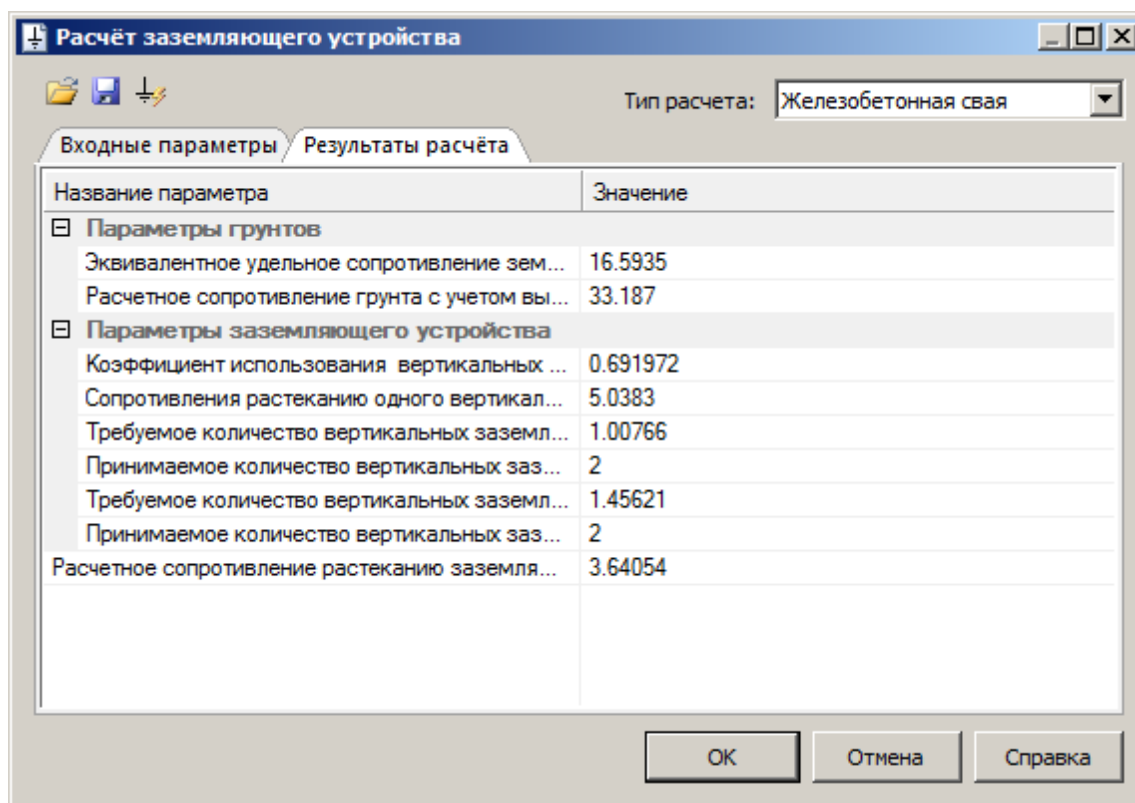 Расчёт заземляющего устройства
Тип расчета: Железобетонная свая
Входные параметры Результаты расчёта
Название параметра Значение
Параметры грунтов
Эквивалентное удельное сопротивление зем... 16.5935
Расчетное сопротивление грунта с учетом вы... 33.187
Параметры заземляющего устройства
Коэффициент использования вертикальных ... 0.691972
Сопротивления растеканию одного вертикал... 5.0383
Требуемое количество вертикальных заземл... 1.00766
Принимаемое количество вертикальных заз... 2
Требуемое количество вертикальных заземл... 1.45621
Принимаемое количество вертикальных заз... 2
Расчетное сопротивление растеканию заземля... 3.64054
OK Отмена Справка